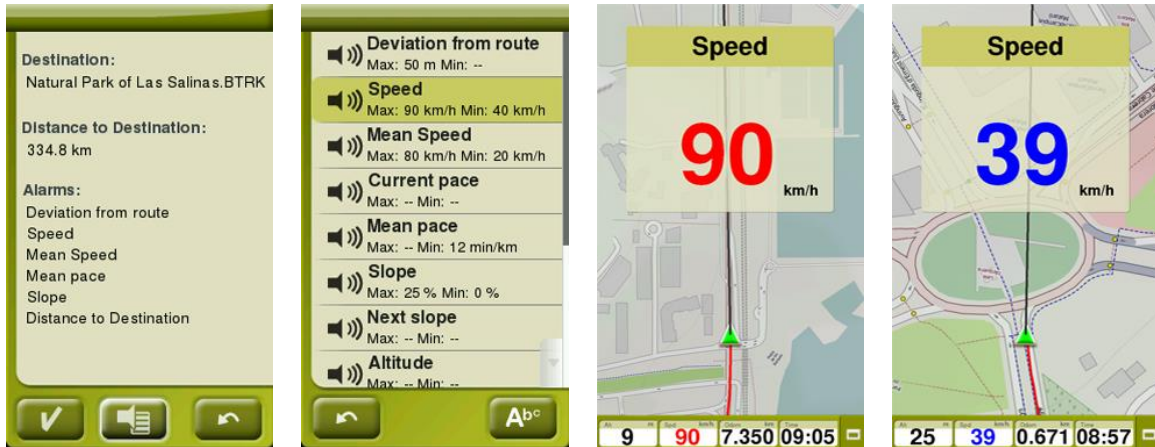 Destination:
Natural Park of Las Salinas.BTRK
Distance to Destination:
334.8 km
Alarms:
Deviation from route
Speed
Mean Speed
Mean pace
Slope
Distance to Destination
Deviation from route
Max: 50 m Min: --
Speed
Max: 90 km/h Min: 40 km/h
Mean Speed
Max: 80 km/h Min: 20 km/h
Current pace
Max: -- Min: --
Mean pace
Max: -- Min: 12 min/km
Slope
Max: 25 % Min: 0 %
Next slope
Max: -- Min: --
Altitude
Max: -- Min: --
Abc
Speed
90
km/h
9 90 7.350 09:05
Speed
39
km/h
25 39 0.671 08:57